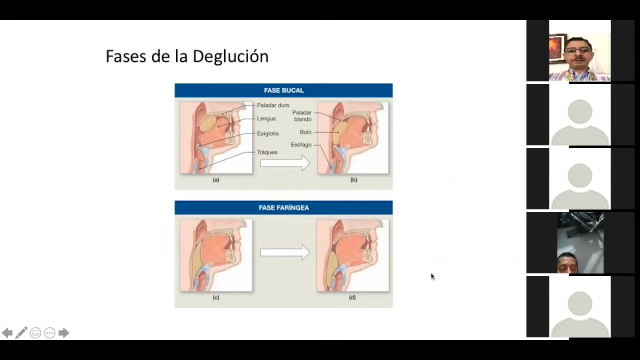 Fases de la Deglución
FASE BUCAL
Paladar duro
Lengua
Epiglotis
Tráquea
Paladar
blando
Bolo
Esófago
(a)
(b)
FASE FARÍNGEA
(c)
(d)